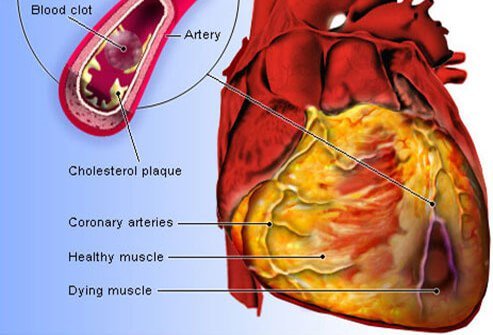 Blood clot
Artery
Cholesterol plaque
Coronary arteries
Healthy muscle
Dying muscle